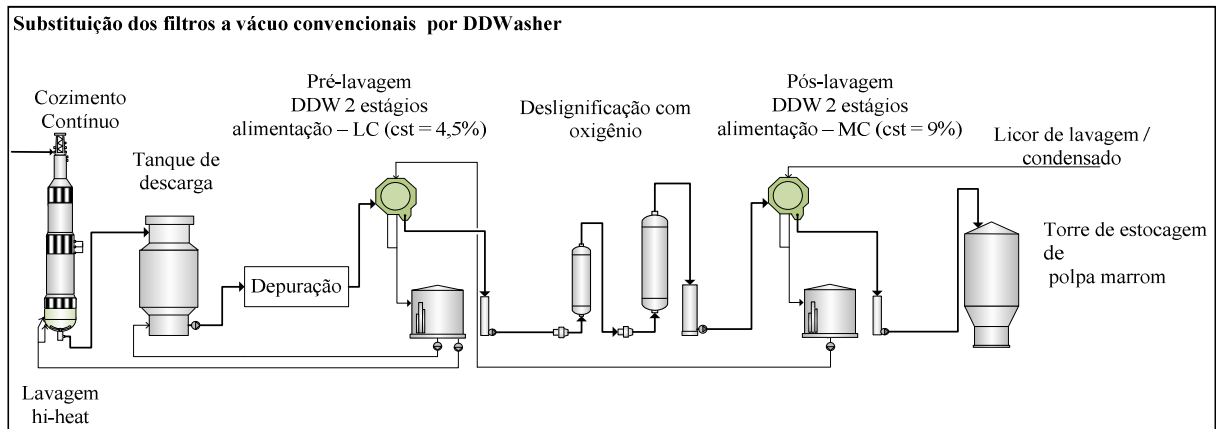 Substituição dos filtros a vácuo convencionais por DDWasher
Cozimento
Contínuo
Tanque de
descarga
Pré-lavagem
DDW 2 estágios
alimentação – LC (cst = 4,5%)
Deslignificação com
oxigênio
Pós-lavagem
DDW 2 estágios
alimentação – MC (cst = 9%)
Licor de lavagem /
condensado
Torre de estocagem
de
polpa marrom
Depuração
Lavagem
hi-heat